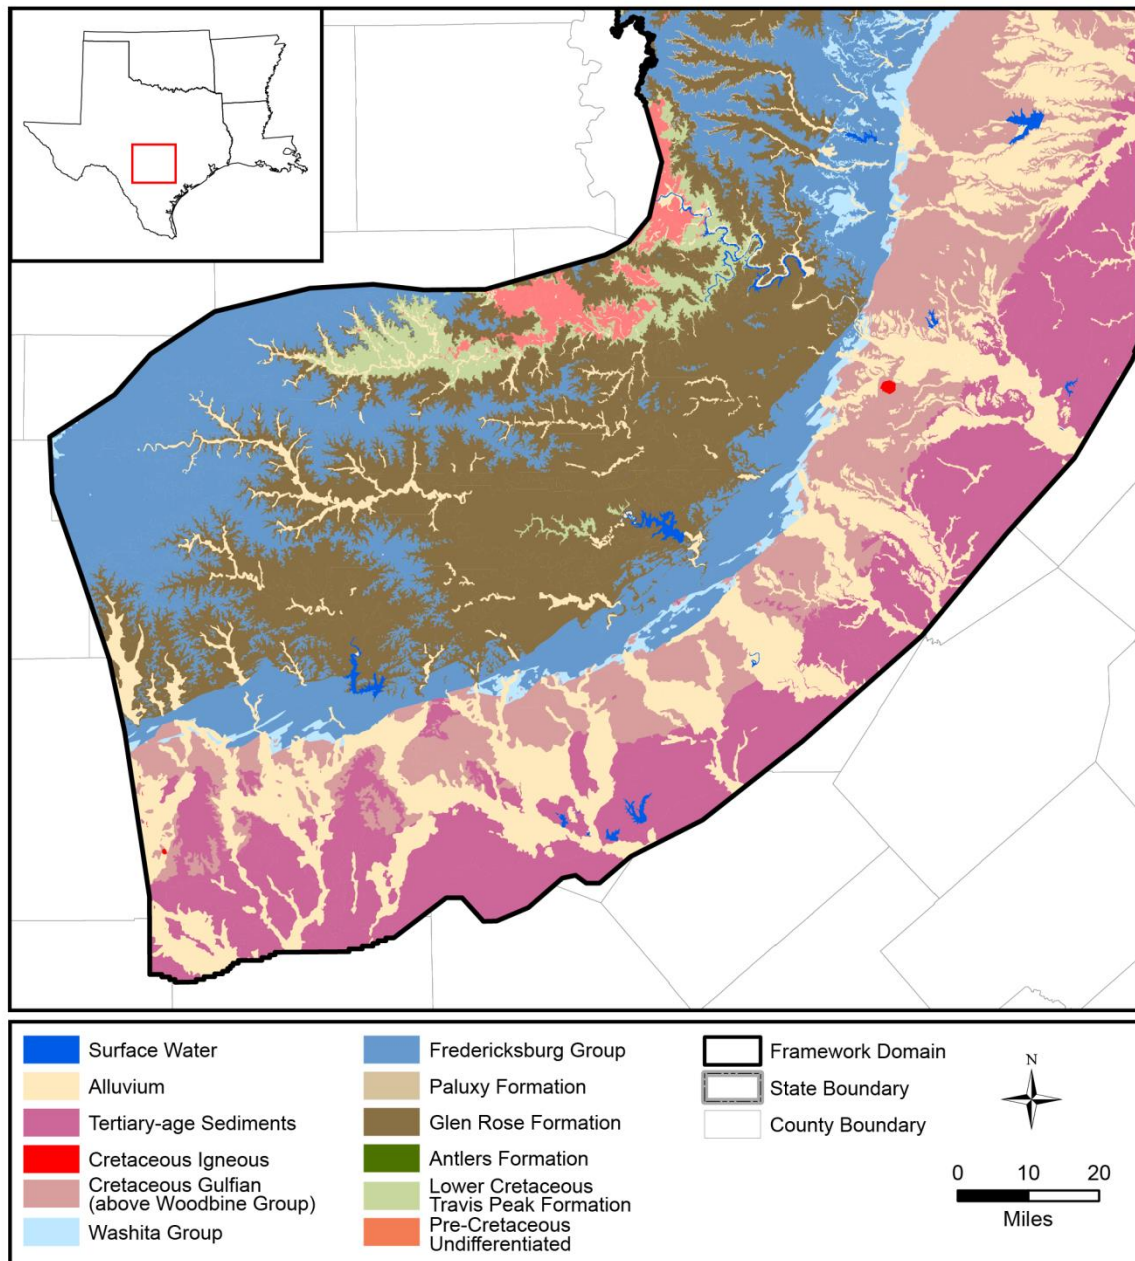 Surface Water
Alluvium
Tertiary-age Sediments
Cretaceous Igneous
Cretaceous Gulfian
(above Woodbine Group)
Washita Group
Fredericksburg Group
Paluxy Formation
Glen Rose Formation
Antlers Formation
Lower Cretaceous
Travis Peak Formation
Pre-Cretaceous
Undifferentiated
Framework Domain
State Boundary
County Boundary
N
0 10 20
Miles